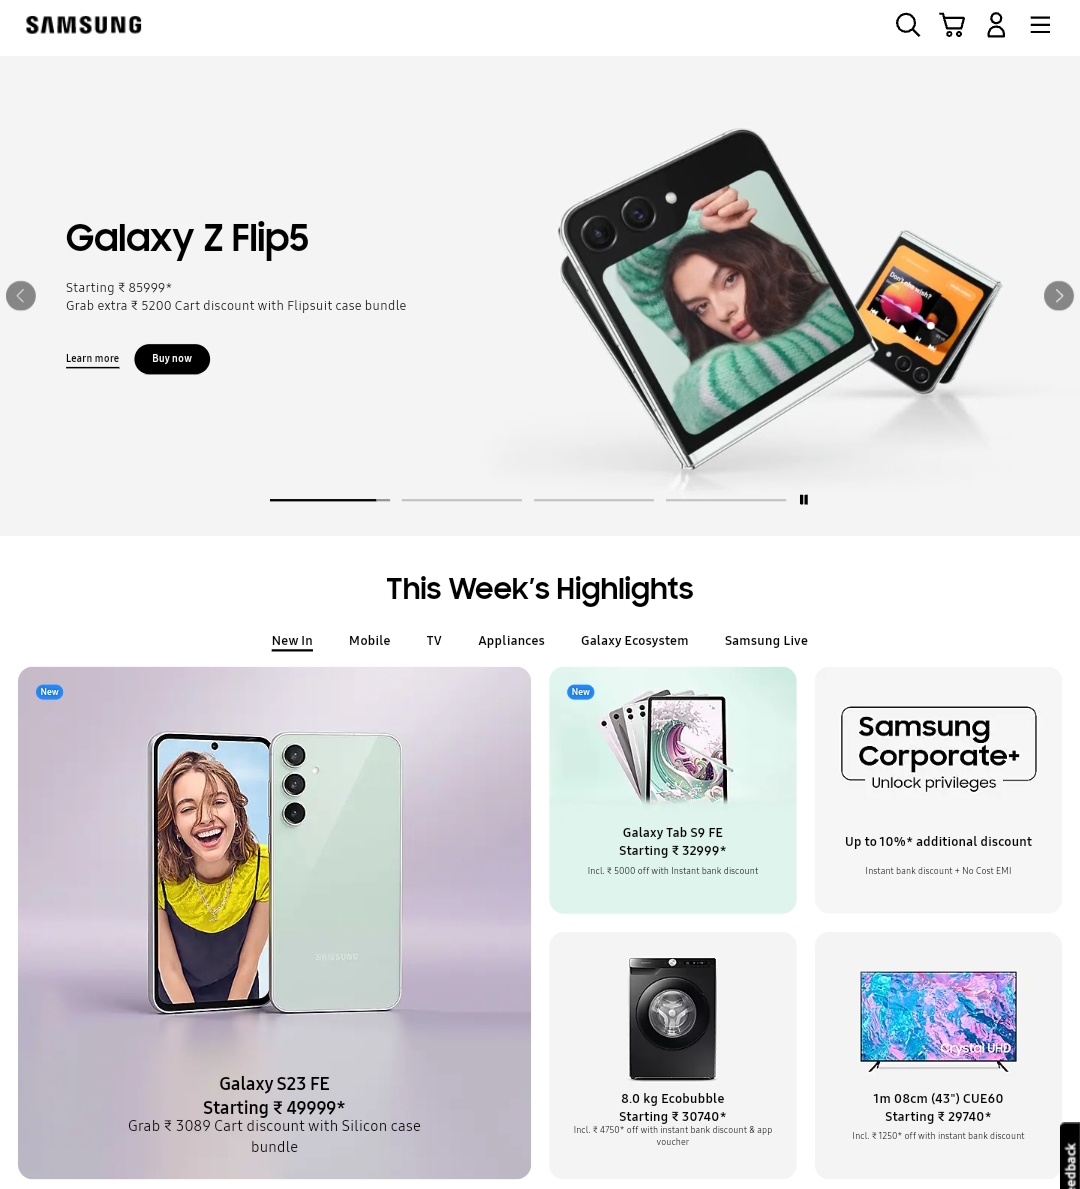 SAMSUNG
Galaxy Z Flip5
Starting ₹ 85999*
Grab extra ₹ 5200 Cart discount with Flipsuit case bundle
Learn more
Buy now
Don't she wish?
This Week's Highlights
New In
Mobile
TV
Appliances
Galaxy Ecosystem
Samsung Live
New
SAMSUNG
Galaxy S23 FE
Starting ₹ 49999*
Grab ₹ 3089 Cart discount with Silicon case
bundle
New
Galaxy Tab S9 FE
Starting ₹ 32999*
Incl. ₹ 5000 off with Instant bank discount
Samsung
Corporate+
Unlock privileges
Up to 10%* additional discount
Instant bank discount + No Cost EMI
8.0 kg Ecobubble
Starting ₹ 30740*
Incl. ₹ 4750* off with instant bank discount & app
voucher
Crystal UHD
1m 08cm (43") CUE60
Starting ₹ 29740*
Incl. ₹ 1250* off with instant bank discount
eedback